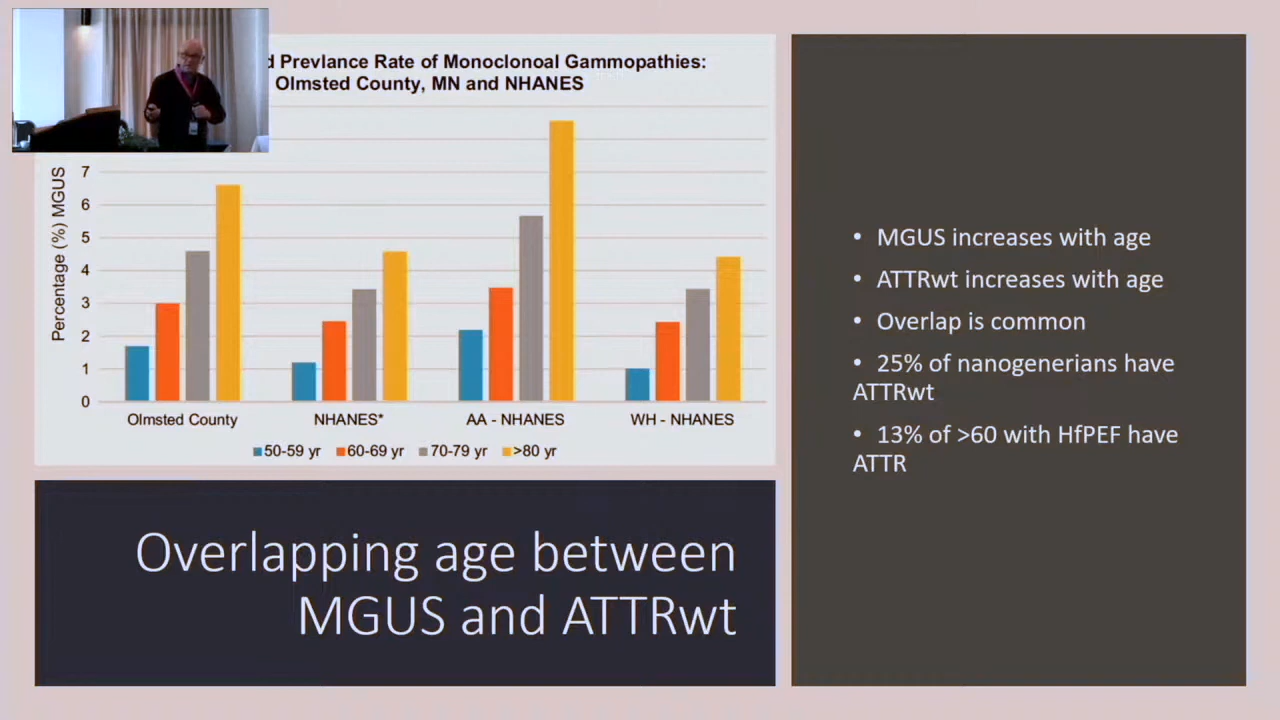 d Prevlance Rate of Monoclonoal Gammopathies:
Olmsted County, MN and NHANES
Percentage (%) MGUS
7
6
5
4
3
2
1
0
Olmsted County
NHANES*
AA - NHANES
WH - NHANES
50-59 yr
60-69 yr
70-79 yr
>80 yr
Overlapping age between
MGUS and ATTRwt
• MGUS increases with age
• ATTRwt increases with age
• Overlap is common
• 25% of nanogenerians have
ATTRwt
• 13% of >60 with HfPEF have
ATTR